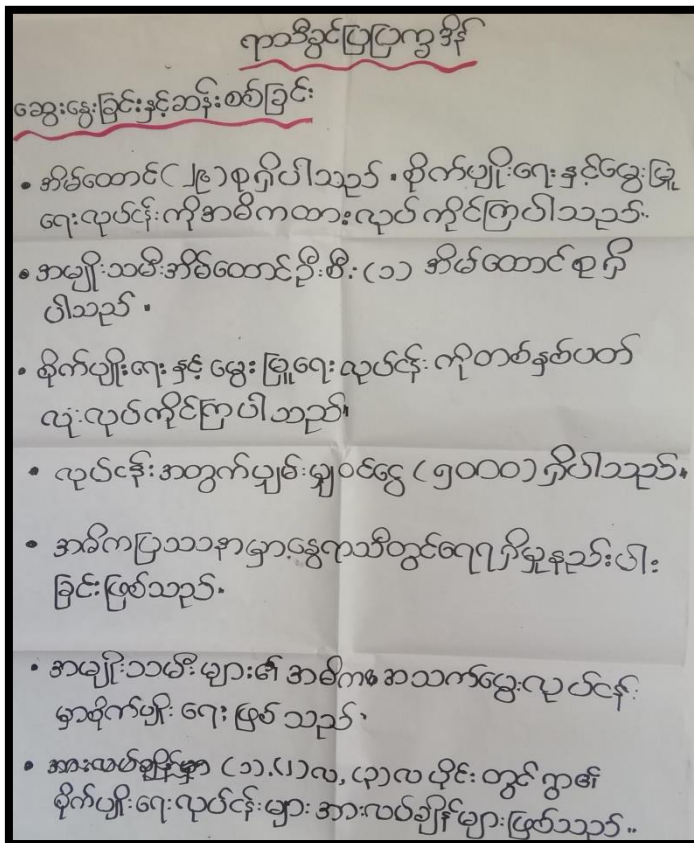 ရာသီခွင်ပြပြက္ခဒိန်
ဆွေးနွေးခြင်းနှင့်ဆန်းစစ်ခြင်း
• အိမ်ထောင်(၂၉)စုရှိပါသည်။ စိုက်ပျိုးရေးနှင့်မွေးမြူ
ရေးလုပ်ငန်းကိုအဓိကထားလုပ်ကိုင်ကြပါသည်။
• အမျိုးသမီးအိမ်ထောင်ဦးစီး(၁) အိမ်ထောင်စုရှိ
ပါသည်။
• စိုက်ပျိုးရေးနှင့် မွေးမြူရေးလုပ်ငန်းကိုတစ်နှစ်ပတ်
လုံးလုပ်ကိုင်ကြပါသည်။
• လုပ်ငန်းအတွက်ပျမ်းမျှဝင်ငွေ (၅၀၀၀) ရှိပါသည်။
• အဓိကပြဿနာမှာနွေရာသီတွင်ရေရရှိမှုနည်းပါး
ခြင်းဖြစ်သည်။
• အမျိုးသမီးများ၏ အဓိက အသက်မွေးလုပ်ငန်း
မှာစိုက်ပျိုးရေးဖြစ်သည်။
• အားလပ်ချိန်မှာ (၁).(၂)လ, (၃)လပိုင်းတွင်ရွာ၏
စိုက်ပျိုးရေးလုပ်ငန်းများအားလပ်ချိန်များဖြစ်သည်။